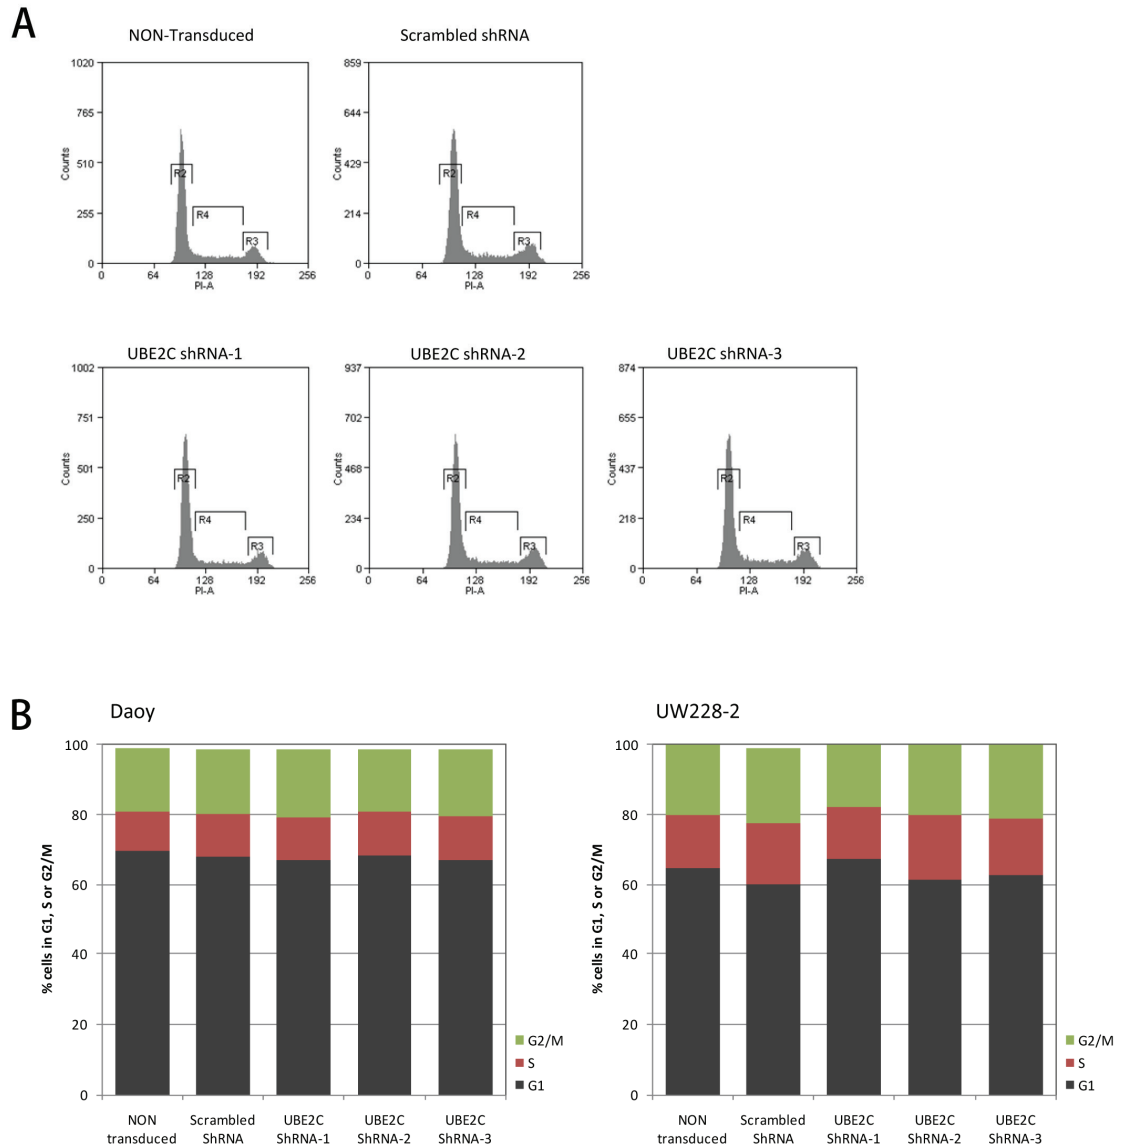 A
NON-Transduced
Scrambled shRNA
1020
765
510
255
0
Counts
R2
R4
R3
0 64 128 192 256
PI-A
859
644
429
214
0
Counts
R2
R4
R3
0 64 128 192 256
PI-A
UBE2C shRNA-1
UBE2C shRNA-2
UBE2C shRNA-3
1002
751
501
250
0
Counts
R2
R4
R3
0 64 128 192 256
PI-A
937
702
468
234
0
Counts
R2
R4
R3
0 64 128 192 256
PI-A
874
655
437
218
0
Counts
R2
R4
R3
0 64 128 192 256
PI-A
B
Daoy
100
80
60
40
20
0
% cells in G1, S or G2/M
G2/M
S
G1
NON
transduced
Scrambled
ShRNA
UBE2C
ShRNA-1
UBE2C
ShRNA-2
UBE2C
ShRNA-3
UW228-2
100
80
60
40
20
0
% cells in G1, S or G2/M
G2/M
S
G1
NON
transduced
Scrambled
ShRNA
UBE2C
ShRNA-1
UBE2C
ShRNA-2
UBE2C
ShRNA-3